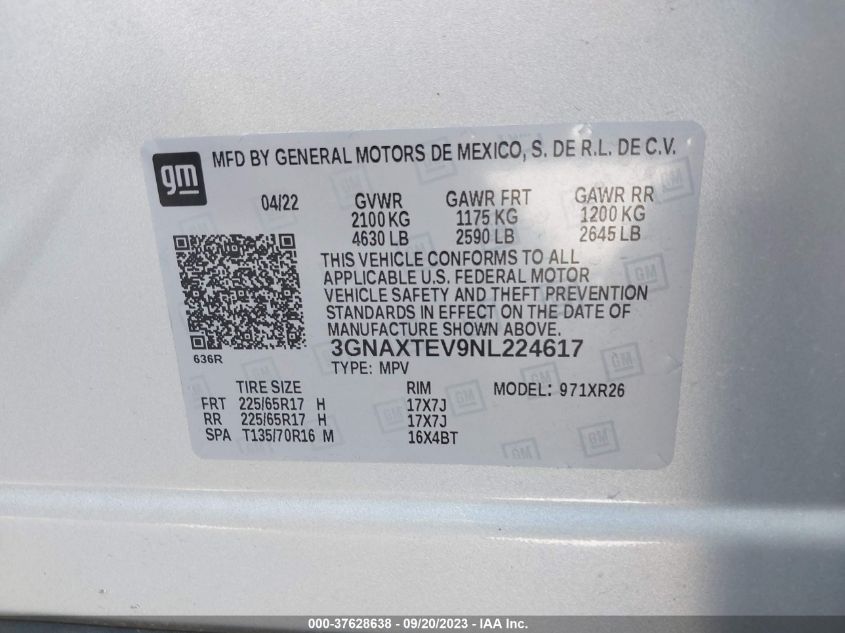 gm MFD BY GENERAL MOTORS DE MEXICO, S. DE R.L. DE C.V.
04/22 GVWR GAWR FRT GAWR RR
2100 KG 1175 KG 1200 KG
4630 LB 2590 LB 2645 LB
THIS VEHICLE CONFORMS TO ALL
APPLICABLE U.S. FEDERAL MOTOR
VEHICLE SAFETY AND THEFT PREVENTION
STANDARDS IN EFFECT ON THE DATE OF
MANUFACTURE SHOWN ABOVE.
636R
3GNAXTEV9NL224617
TYPE: MPV
TIRE SIZE RIM MODEL: 971XR26
FRT 225/65R17 H 17X7J
RR 225/65R17 H 17X7J
SPA T135/70R16 M 16X4BT
000-37628638 - 09/20/2023 - IAA Inc.